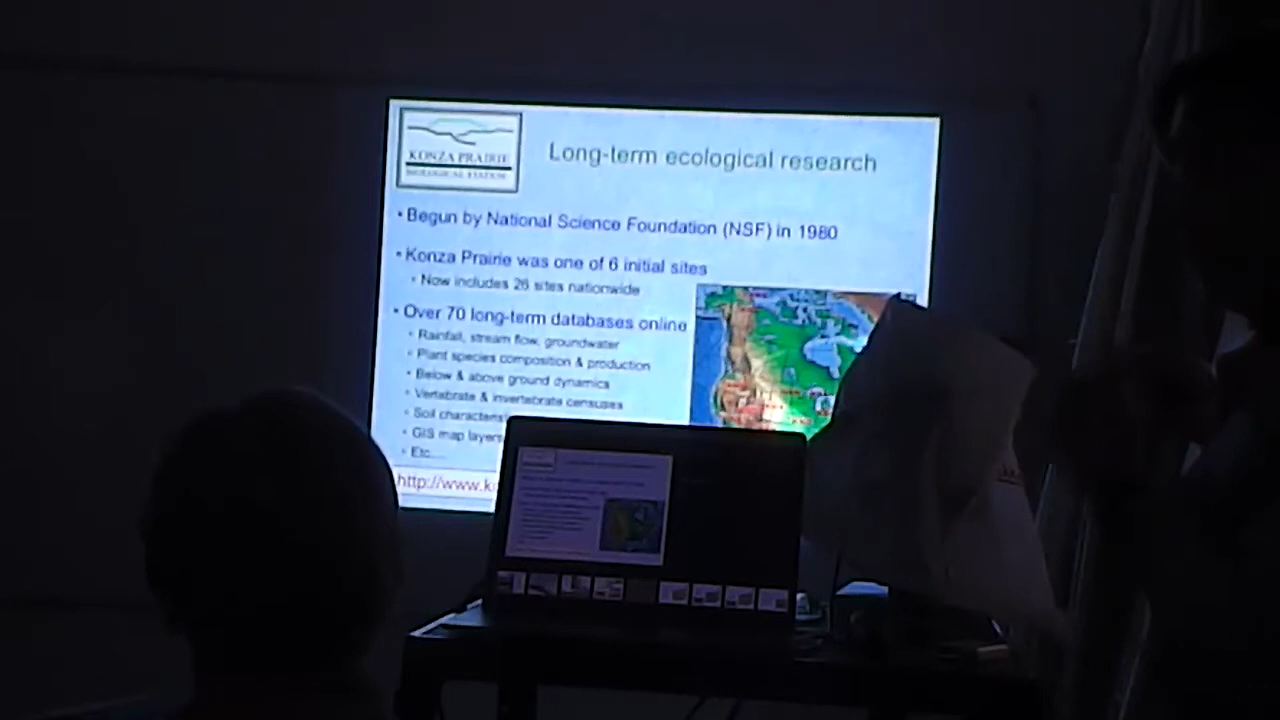 KONZA PRAIRIE
BIOLOGICAL STATION
Long-term ecological research
• Begun by National Science Foundation (NSF) in 1980
• Konza Prairie was one of 6 initial sites
• Now includes 26 sites nationwide
• Over 70 long-term databases online
• Rainfall, stream flow, groundwater
• Plant species composition & production
• Below & above ground dynamics
• Vertebrate & invertebrate censuses
• Soil characteris
• GIS map layers
• Etc...
http://www.k